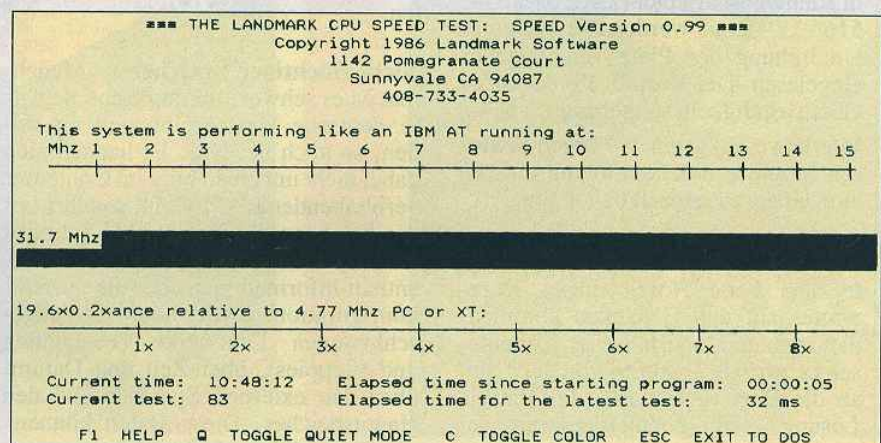 === THE LANDMARK CPU SPEED TEST: SPEED Version 0.99 ===
Copyright 1986 Landmark Software
1142 Pomegranate Court
Sunnyvale CA 94087
408-733-4035
This system is performing like an IBM AT running at:
Mhz 1 2 3 4 5 6 7 8 9 10 11 12 13 14 15
31.7 Mhz
19.6x0.2xance relative to 4.77 Mhz PC or XT:
1x 2x 3x 4x 5x 6x 7x 8x
Current time: 10:48:12 Elapsed time since starting program: 00:00:05
Current test: 83 Elapsed time for the latest test: 32 ms
F1 HELP Q TOGGLE QUIET MODE C TOGGLE COLOR ESC EXIT TO DOS